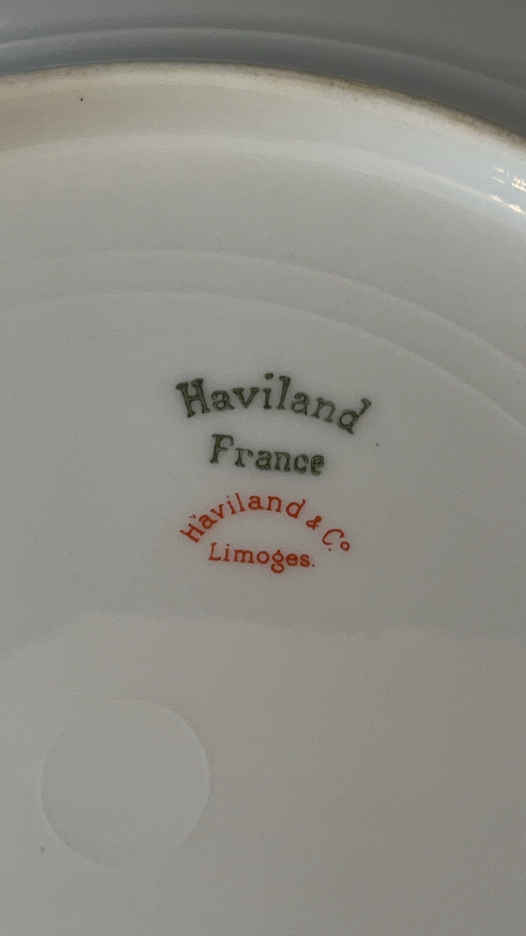 Haviland
France
Haviland & Co
Limoges.